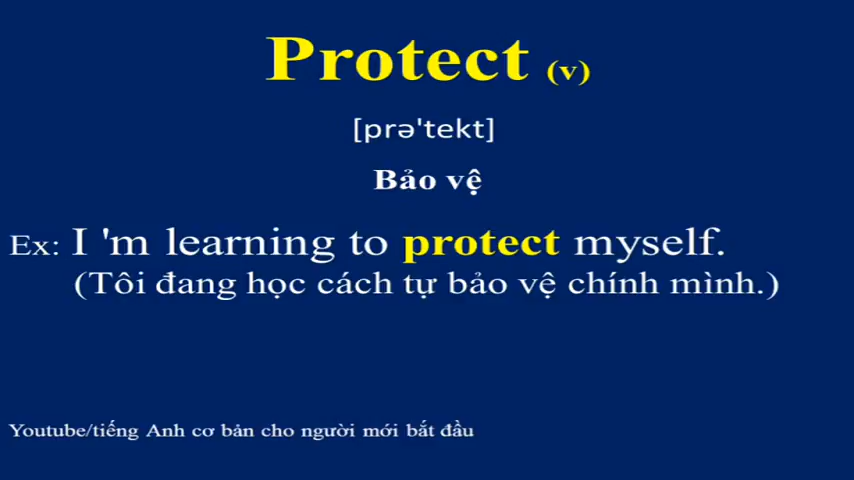 Protect (v)
[prə'tekt]
Bảo vệ
Ex: I 'm learning to protect myself.
(Tôi đang học cách tự bảo vệ chính mình.)
Youtube/tiếng Anh cơ bản cho người mới bắt đầu